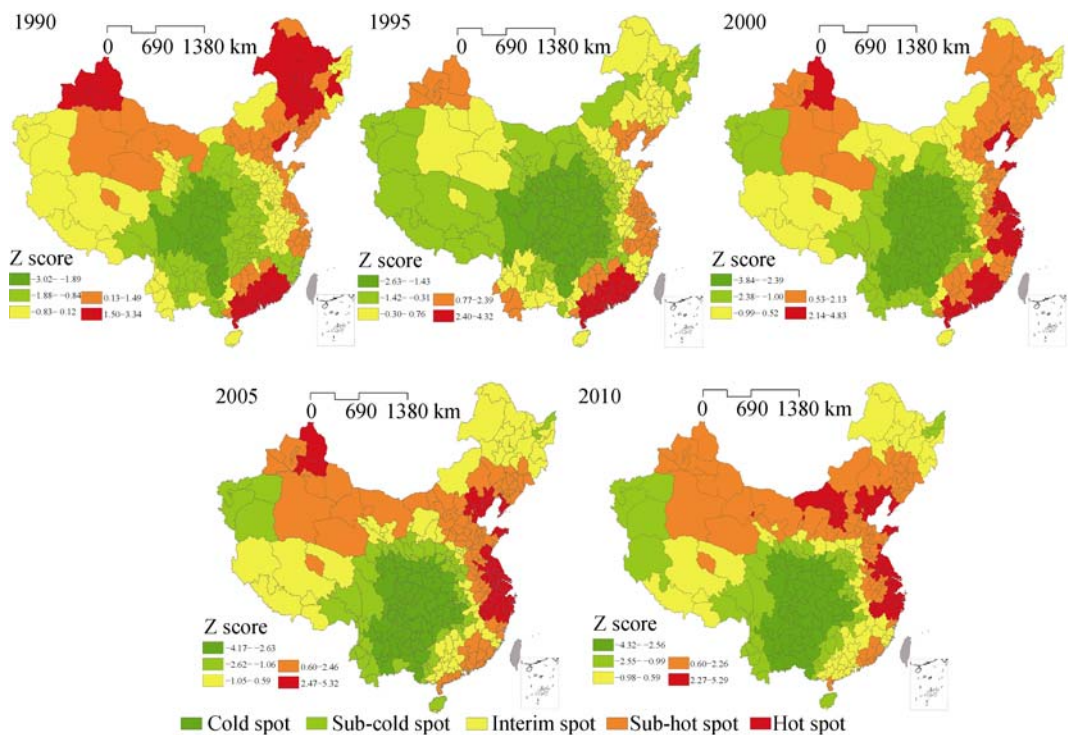 1990
0 690 1380 km
Z score
−3.02- −1.89
−1.88- −0.84
−0.83- 0.12
0.13-1.49
1.50-3.34
1995
0 690 1380 km
Z score
−2.63- −1.43
−1.42- −0.31
−0.30- 0.76
0.77-2.39
2.40-4.32
2000
0 690 1380 km
Z score
−3.84- −2.39
−2.38- −1.00
−0.99- 0.52
0.53-2.13
2.14-4.83
2005
0 690 1380 km
Z score
−4.17- −2.63
−2.62- −1.06
−1.05- 0.59
0.60-2.46
2.47-5.32
2010
0 690 1380 km
Z score
−4.32- −2.56
−2.55- −0.99
−0.98- 0.59
0.60-2.26
2.27-5.29
Cold spot Sub-cold spot Interim spot Sub-hot spot Hot spot